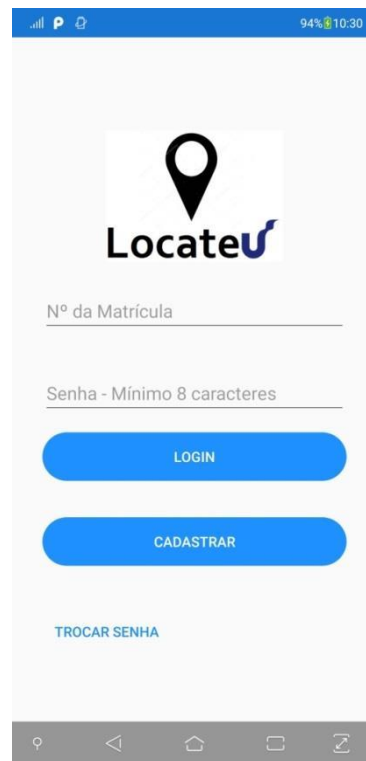 94% 10:30
LocateU
Nº da Matrícula
Senha - Mínimo 8 caracteres
LOGIN
CADASTRAR
TROCAR SENHA